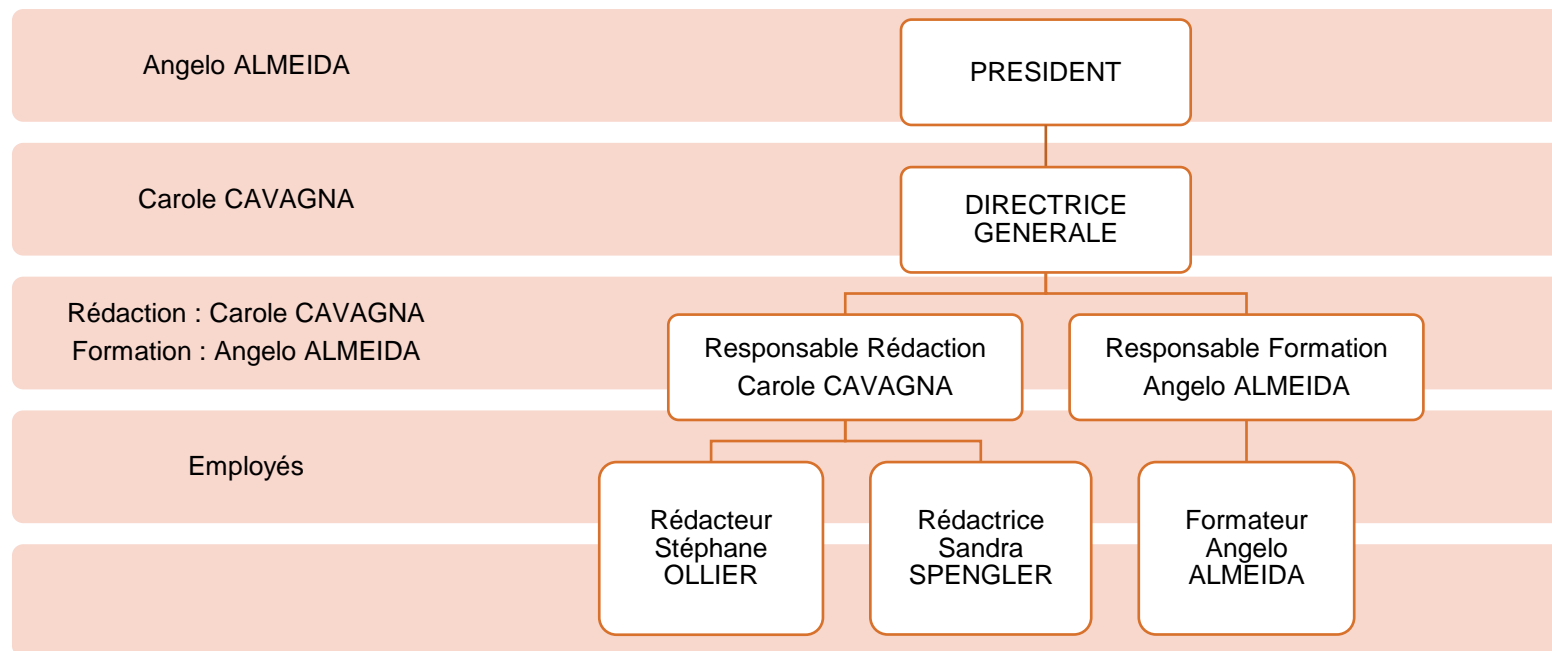 Angelo ALMEIDA
PRESIDENT
Carole CAVAGNA
DIRECTRICE
GENERALE
Rédaction : Carole CAVAGNA
Formation : Angelo ALMEIDA
Responsable Rédaction
Carole CAVAGNA
Responsable Formation
Angelo ALMEIDA
Employés
Rédacteur
Stéphane
OLLIER
Rédactrice
Sandra
SPENGLER
Formateur
Angelo
ALMEIDA